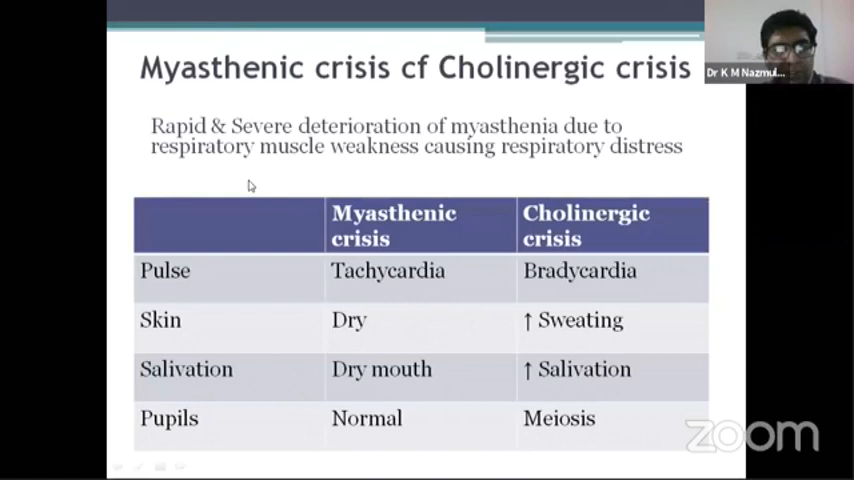 Myasthenic crisis cf Cholinergic crisis
Dr K M Nazmul...
Rapid & Severe deterioration of myasthenia due to
respiratory muscle weakness causing respiratory distress
Myasthenic crisis Cholinergic crisis
Pulse Tachycardia Bradycardia
Skin Dry ↑ Sweating
Salivation Dry mouth ↑ Salivation
Pupils Normal Meiosis
zoom